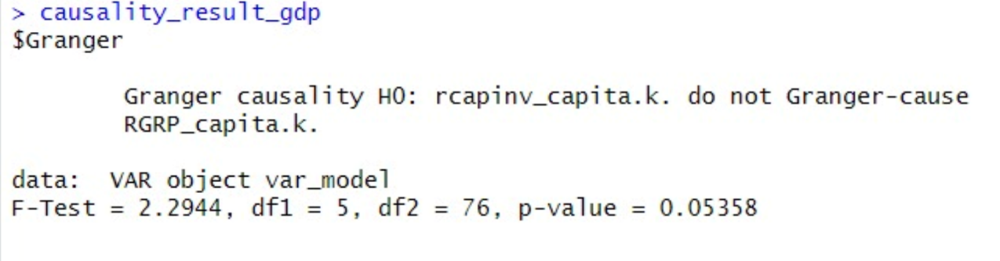 > causality_result_gdp
$Granger
Granger causality H0: rcapinv_capita.k. do not Granger-cause
RGRP_capita.k.
data: VAR object var_model
F-Test = 2.2944, df1 = 5, df2 = 76, p-value = 0.05358